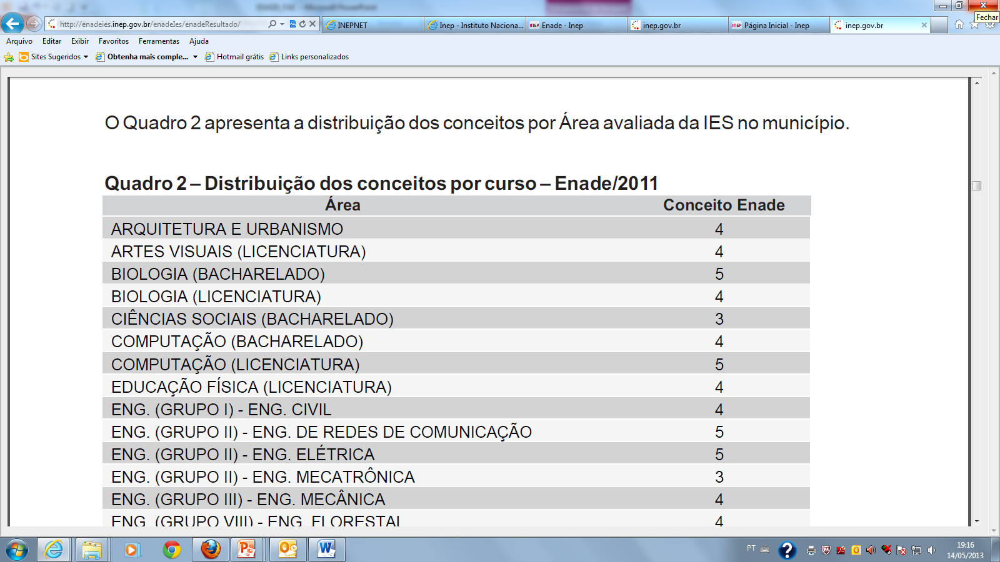 Fechar
http://enadeies.inep.gov.br/enadeIes/enadeResultado/
INEPNET
Inep - Instituto Naciona...
Enade - Inep
inep.gov.br
Página Inicial - Inep
inep.gov.br
Arquivo Editar Exibir Favoritos Ferramentas Ajuda
Sites Sugeridos Obtenha mais comple... Hotmail grátis Links personalizados
O Quadro 2 apresenta a distribuição dos conceitos por Área avaliada da IES no município.
Quadro 2 – Distribuição dos conceitos por curso – Enade/2011
Área Conceito Enade
ARQUITETURA E URBANISMO 4
ARTES VISUAIS (LICENCIATURA) 4
BIOLOGIA (BACHARELADO) 5
BIOLOGIA (LICENCIATURA) 4
CIÊNCIAS SOCIAIS (BACHARELADO) 3
COMPUTAÇÃO (BACHARELADO) 4
COMPUTAÇÃO (LICENCIATURA) 5
EDUCAÇÃO FÍSICA (LICENCIATURA) 4
ENG. (GRUPO I) - ENG. CIVIL 4
ENG. (GRUPO II) - ENG. DE REDES DE COMUNICAÇÃO 5
ENG. (GRUPO II) - ENG. ELÉTRICA 5
ENG. (GRUPO II) - ENG. MECATRÔNICA 3
ENG. (GRUPO III) - ENG. MECÂNICA 4
ENG. (GRUPO VIII) - ENG. FLORESTAL 4
PT
19:16
14/05/2013